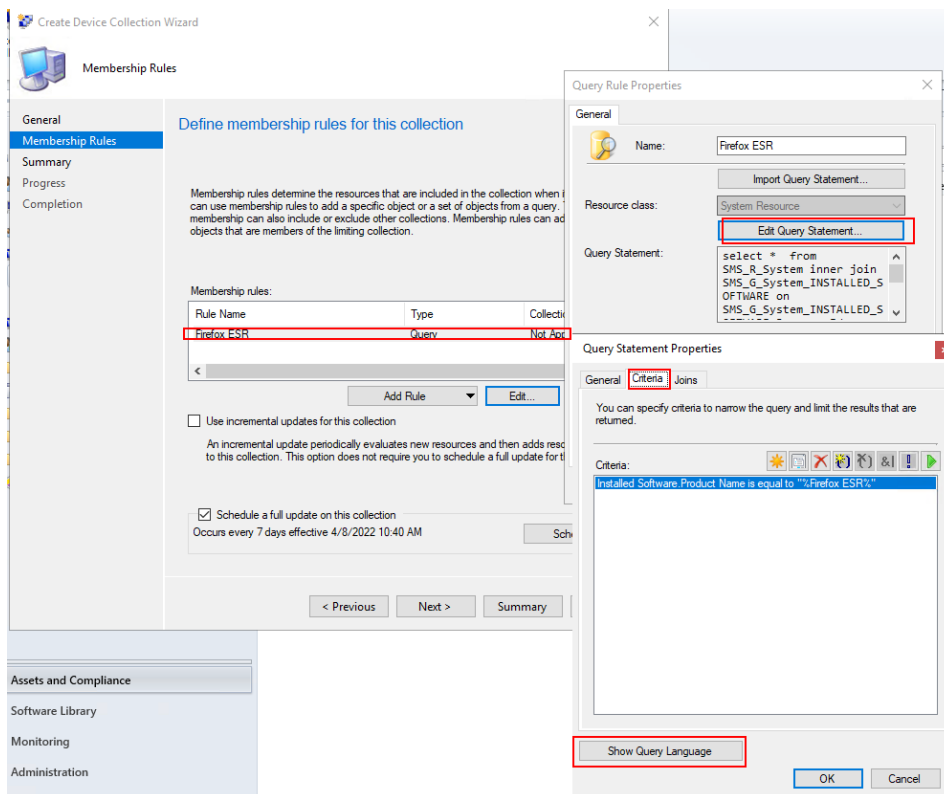 Create Device Collection Wizard
Membership Rules
General
Membership Rules
Summary
Progress
Completion
Define membership rules for this collection
Membership rules determine the resources that are included in the collection when
can use membership rules to add a specific object or a set of objects from a query.
membership can also include or exclude other collections. Membership rules can ad
objects that are members of the limiting collection.
Membership rules:
Rule Name Type Collectio
Firefox ESR Query Not App
Add Rule Edit...
Use incremental updates for this collection
An incremental update periodically evaluates new resources and then adds reso
to this collection. This option does not require you to schedule a full update for t
Schedule a full update on this collection
Occurs every 7 days effective 4/8/2022 10:40 AM
Sch
< Previous Next > Summary
Assets and Compliance
Software Library
Monitoring
Administration
Query Rule Properties
General
Name: Firefox ESR
Import Query Statement...
Resource class: System Resource
Edit Query Statement...
Query Statement: select * from
SMS_R_System inner join
SMS_G_System_INSTALLED_S
OFTWARE on
SMS_G_System_INSTALLED_S
Query Statement Properties
General Criteria Joins
You can specify criteria to narrow the query and limit the results that are
returned.
Criteria:
Installed Software.Product Name is equal to "%Firefox ESR%"
Show Query Language
OK Cancel